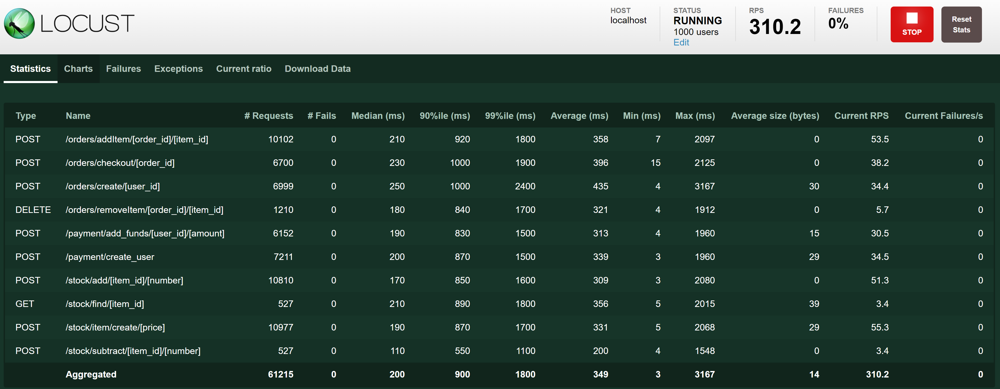 LOCUST
HOST
localhost
STATUS
RUNNING
1000 users
Edit
RPS
310.2
FAILURES
0%
STOP
Reset
Stats
Statistics Charts Failures Exceptions Current ratio Download Data
Type Name # Requests # Fails Median (ms) 90%ile (ms) 99%ile (ms) Average (ms) Min (ms) Max (ms) Average size (bytes) Current RPS Current Failures/s
POST /orders/addItem/[order_id]/[item_id] 10102 0 210 920 1800 358 7 2097 0 53.5 0
POST /orders/checkout/[order_id] 6700 0 230 1000 1900 396 15 2125 0 38.2 0
POST /orders/create/[user_id] 6999 0 250 1000 2400 435 4 3167 30 34.4 0
DELETE /orders/removeItem/[order_id]/[item_id] 1210 0 180 840 1700 321 4 1912 0 5.7 0
POST /payment/add_funds/[user_id]/[amount] 6152 0 190 830 1500 313 4 1960 15 30.5 0
POST /payment/create_user 7211 0 200 870 1500 339 3 1960 29 34.5 0
POST /stock/add/[item_id]/[number] 10810 0 170 850 1600 309 3 2080 0 51.3 0
GET /stock/find/[item_id] 527 0 210 890 1800 356 5 2015 39 3.4 0
POST /stock/item/create/[price] 10977 0 190 870 1700 331 5 2068 29 55.3 0
POST /stock/subtract/[item_id]/[number] 527 0 110 550 1100 200 4 1548 0 3.4 0
Aggregated 61215 0 200 900 1800 349 3 3167 14 310.2 0